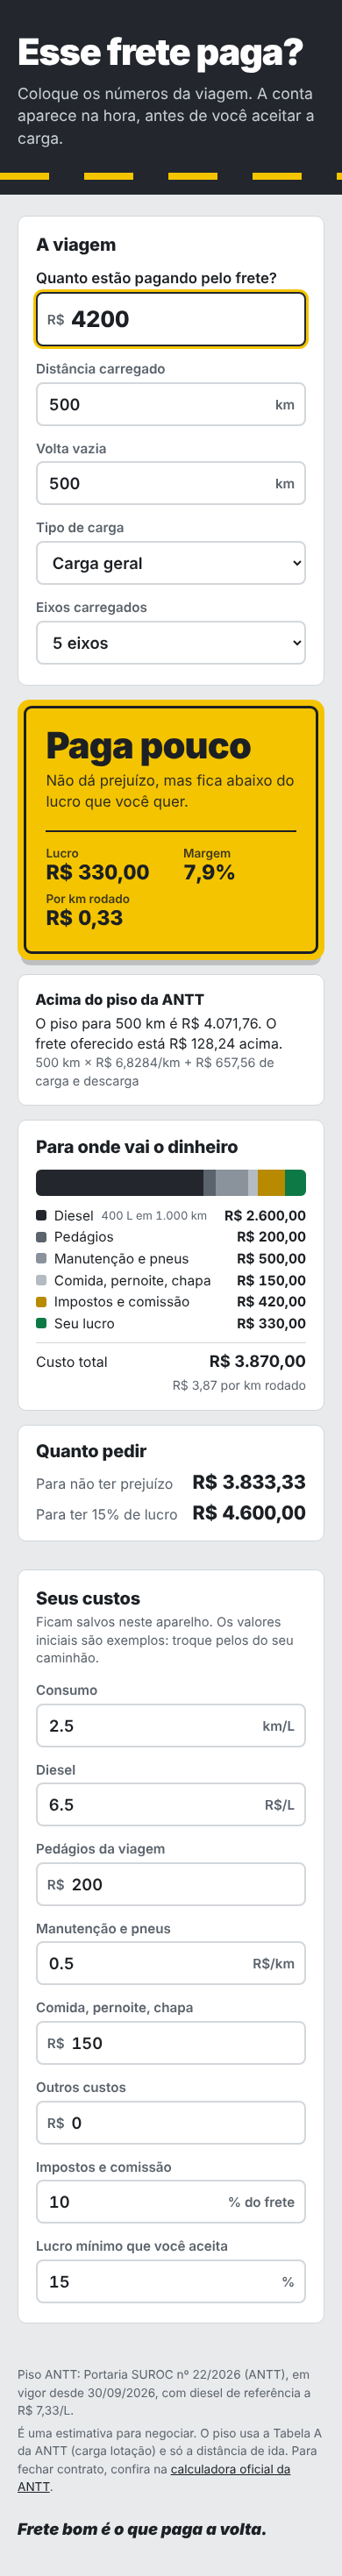 Esse frete paga?
Coloque os números da viagem. A conta
aparece na hora, antes de você aceitar a
carga.
A viagem
Quanto estão pagando pelo frete?
R$ 4200
Distância carregado
500 km
Volta vazia
500 km
Tipo de carga
Carga geral
Eixos carregados
5 eixos
Paga pouco
Não dá prejuízo, mas fica abaixo do
lucro que você quer.
Lucro Margem
R$ 330,00 7,9%
Por km rodado
R$ 0,33
Acima do piso da ANTT
O piso para 500 km é R$ 4.071,76. O
frete oferecido está R$ 128,24 acima.
500 km × R$ 6,8284/km + R$ 657,56 de
carga e descarga
Para onde vai o dinheiro
Diesel 400 L em 1.000 km R$ 2.600,00
Pedágios R$ 200,00
Manutenção e pneus R$ 500,00
Comida, pernoite, chapa R$ 150,00
Impostos e comissão R$ 420,00
Seu lucro R$ 330,00
Custo total R$ 3.870,00
R$ 3,87 por km rodado
Quanto pedir
Para não ter prejuízo R$ 3.833,33
Para ter 15% de lucro R$ 4.600,00
Seus custos
Ficam salvos neste aparelho. Os valores
iniciais são exemplos: troque pelos do seu
caminhão.
Consumo
2.5 km/L
Diesel
6.5 R$/L
Pedágios da viagem
R$ 200
Manutenção e pneus
0.5 R$/km
Comida, pernoite, chapa
R$ 150
Outros custos
R$ 0
Impostos e comissão
10 % do frete
Lucro mínimo que você aceita
15 %
Piso ANTT: Portaria SUROC nº 22/2026 (ANTT), em
vigor desde 30/09/2026, com diesel de referência a
R$ 7,33/L.
É uma estimativa para negociar. O piso usa a Tabela A
da ANTT (carga lotação) e só a distância de ida. Para
fechar contrato, confira na calculadora oficial da
ANTT.
Frete bom é o que paga a volta.